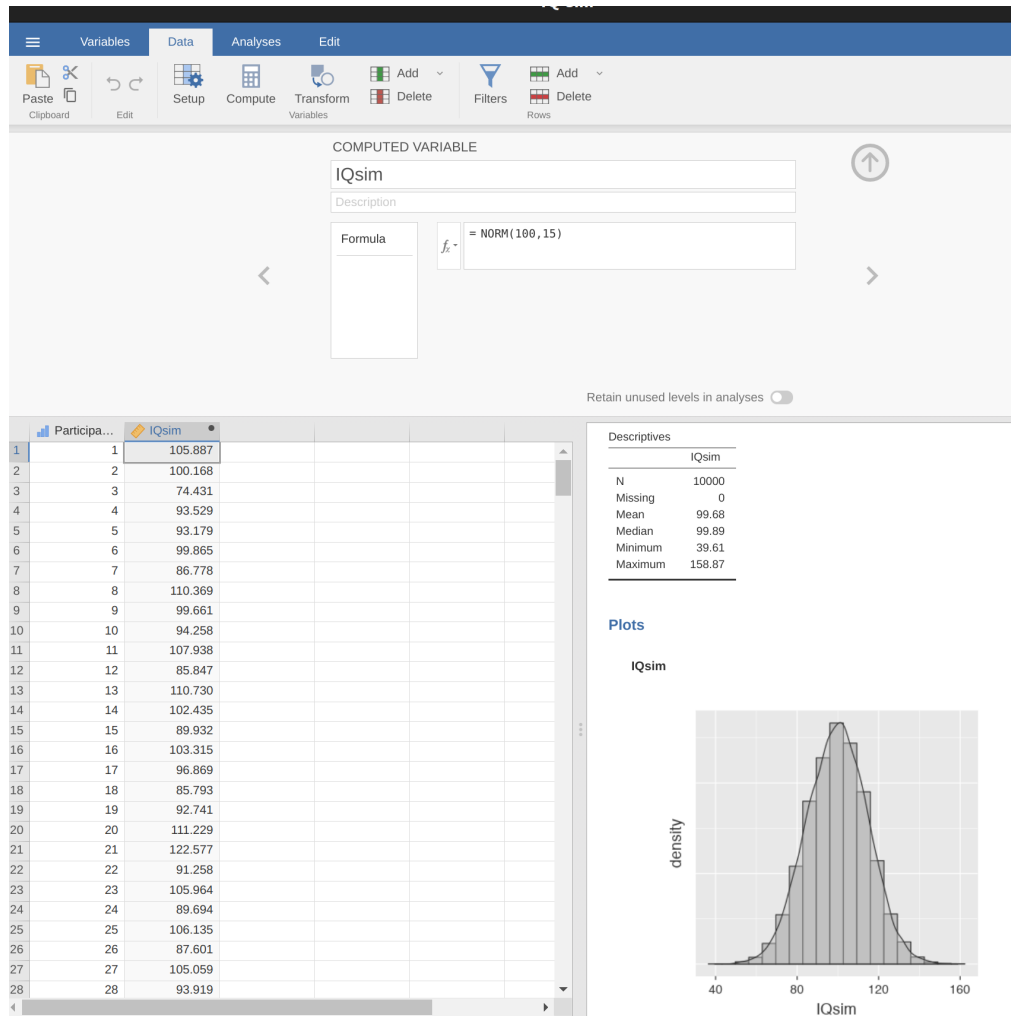 Variables Data Analyses Edit
Paste Setup Compute Transform Add Delete Filters Add Delete
Clipboard Edit Variables Rows
COMPUTED VARIABLE
IQsim
Description
Formula
fx = NORM(100,15)
Retain unused levels in analyses
Participa... IQsim
1 1 105.887
2 2 100.168
3 3 74.431
4 4 93.529
5 5 93.179
6 6 99.865
7 7 86.778
8 8 110.369
9 9 99.661
10 10 94.258
11 11 107.938
12 12 85.847
13 13 110.730
14 14 102.435
15 15 89.932
16 16 103.315
17 17 96.869
18 18 85.793
19 19 92.741
20 20 111.229
21 21 122.577
22 22 91.258
23 23 105.964
24 24 89.694
25 25 106.135
26 26 87.601
27 27 105.059
28 28 93.919
Descriptives
IQsim
N 10000
Missing 0
Mean 99.68
Median 99.89
Minimum 39.61
Maximum 158.87
Plots
IQsim
density
40 80 120 160
IQsim